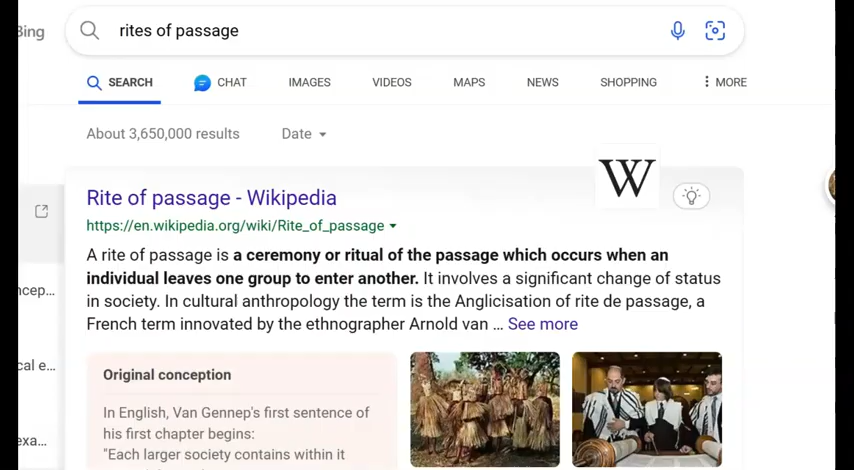 Bing
rites of passage
SEARCH CHAT IMAGES VIDEOS MAPS NEWS SHOPPING MORE
About 3,650,000 results Date
W
Rite of passage - Wikipedia
https://en.wikipedia.org/wiki/Rite_of_passage
A rite of passage is a ceremony or ritual of the passage which occurs when an
individual leaves one group to enter another. It involves a significant change of status
in society. In cultural anthropology the term is the Anglicisation of rite de passage, a
French term innovated by the ethnographer Arnold van ... See more
ncep...
cal e...
exa...
Original conception
In English, Van Gennep's first sentence of
his first chapter begins:
"Each larger society contains within it